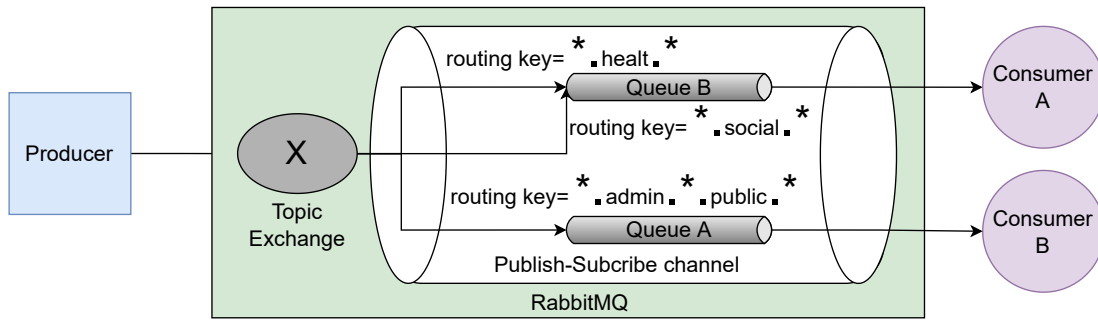 Producer
X
Topic
Exchange
routing key= *.healt.*
Queue B
routing key= *.social.*
routing key= *.admin.*.public.*
Queue A
Publish-Subcribe channel
RabbitMQ
Consumer
A
Consumer
B